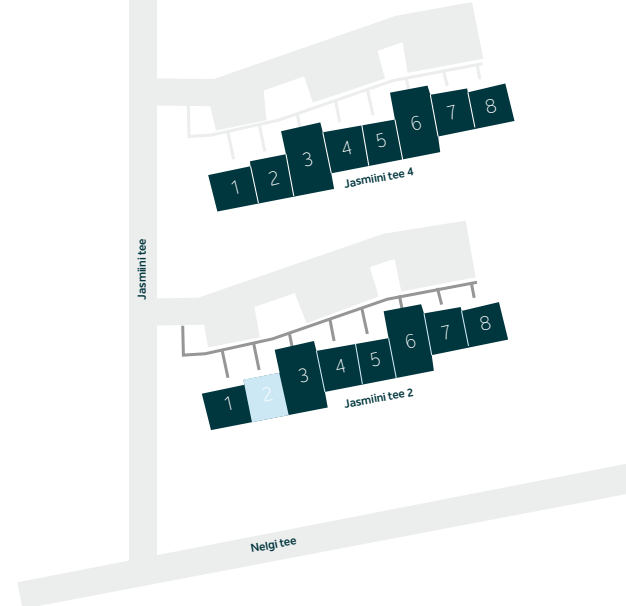 1 2 3 4 5 6 7 8
Jasmiini tee 4
Jasmiini tee
1 2 3 4 5 6 7 8
Jasmiini tee 2
Nelgi tee